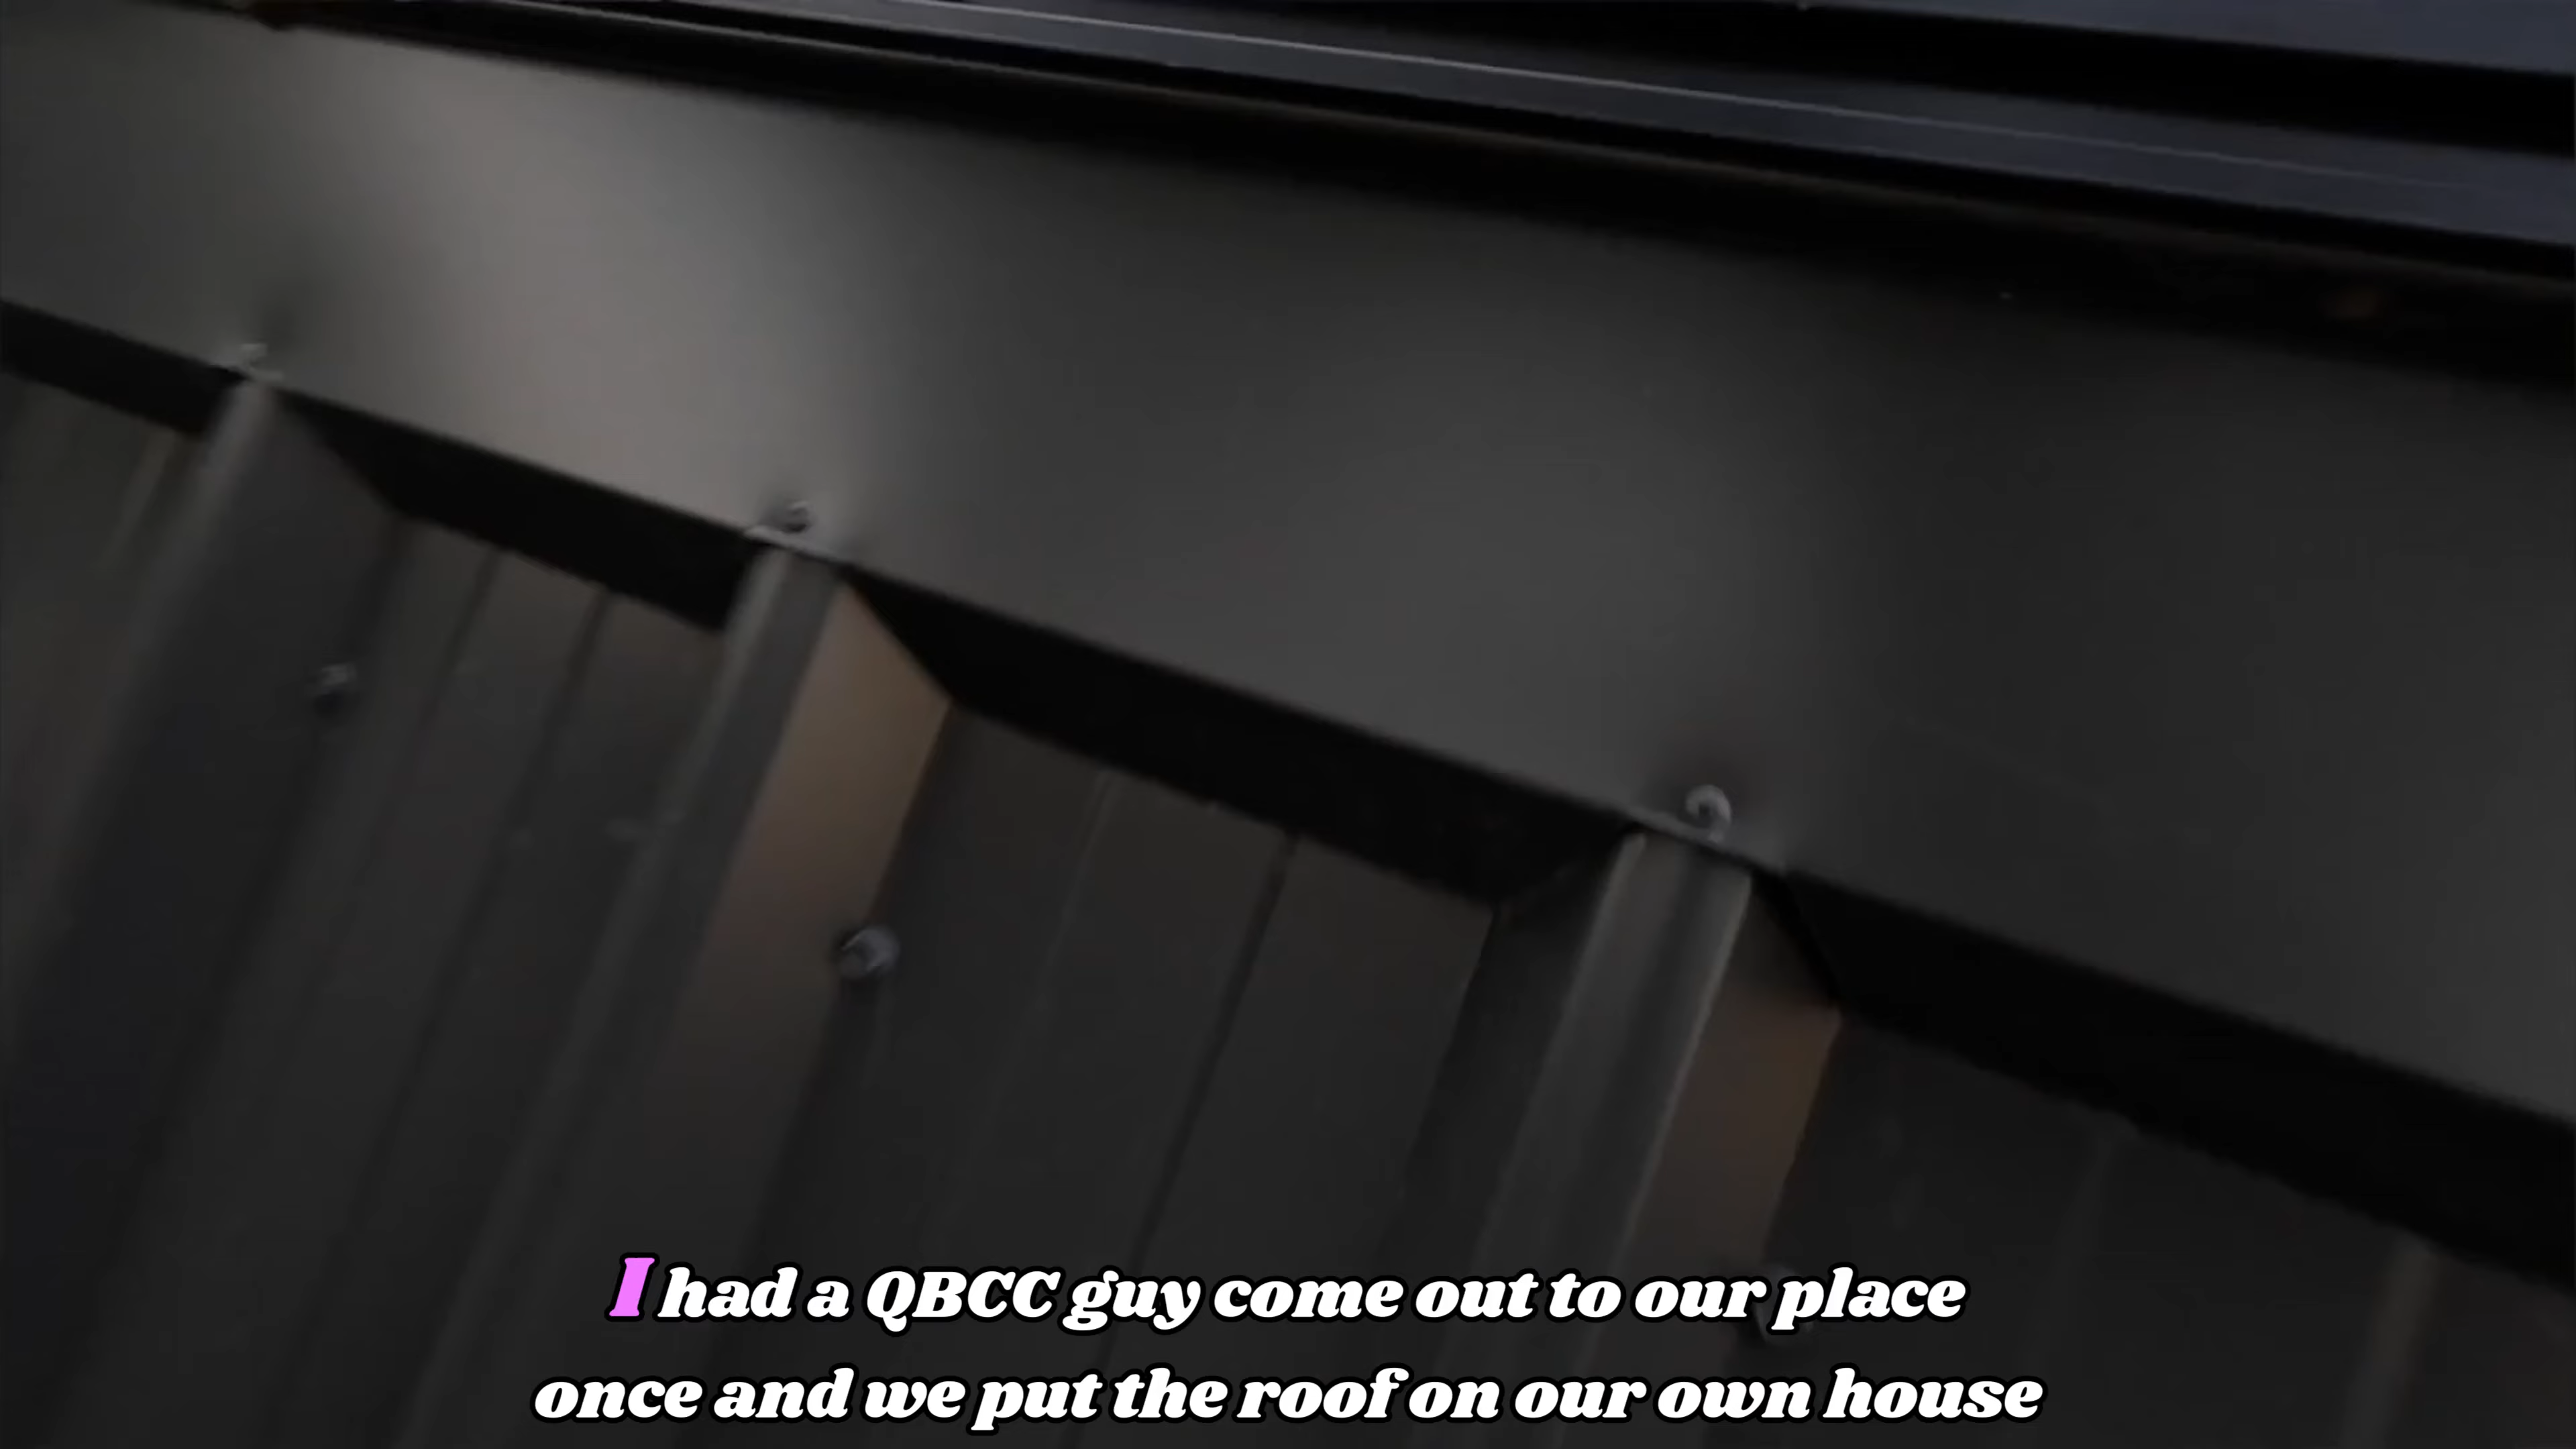 I had a QBCC guy come out to our place
once and we put the roof on our own house